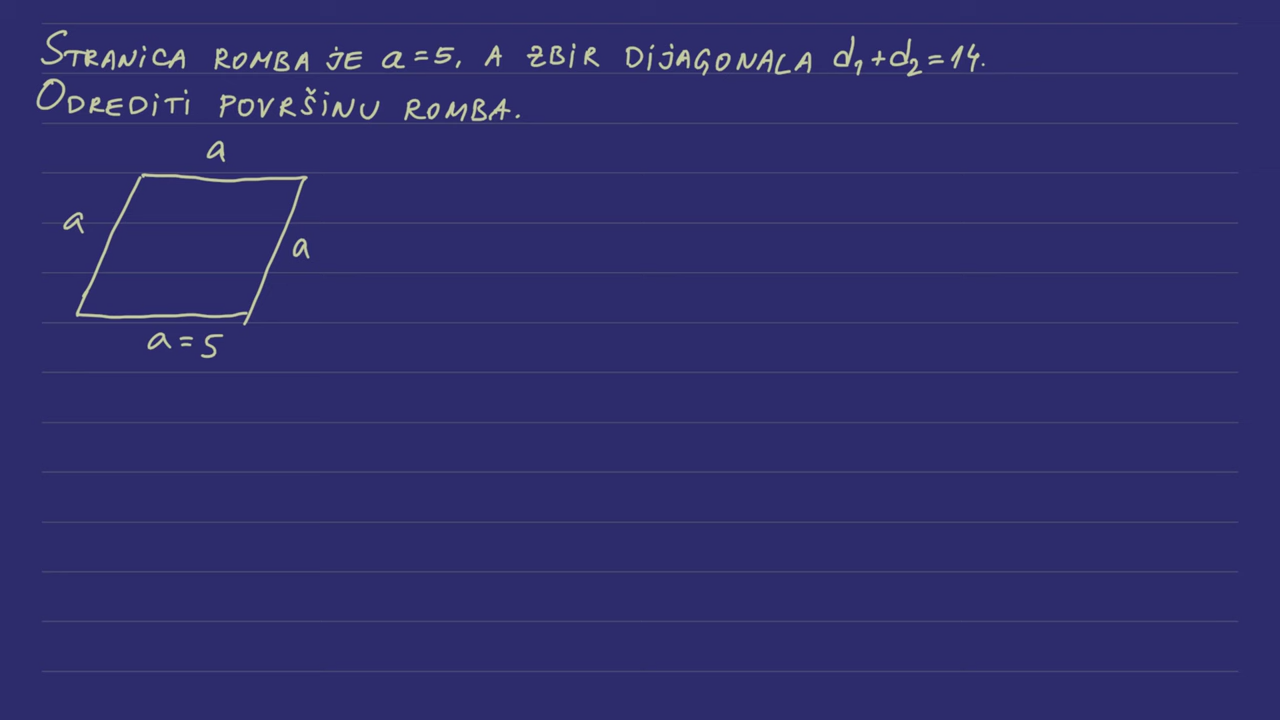 STRANICA ROMBA JE a=5, A ZBIR DIJAGONALA d₁+d₂=14.
ODREDITI POVRŠINU ROMBA.
a
a
a
a=5